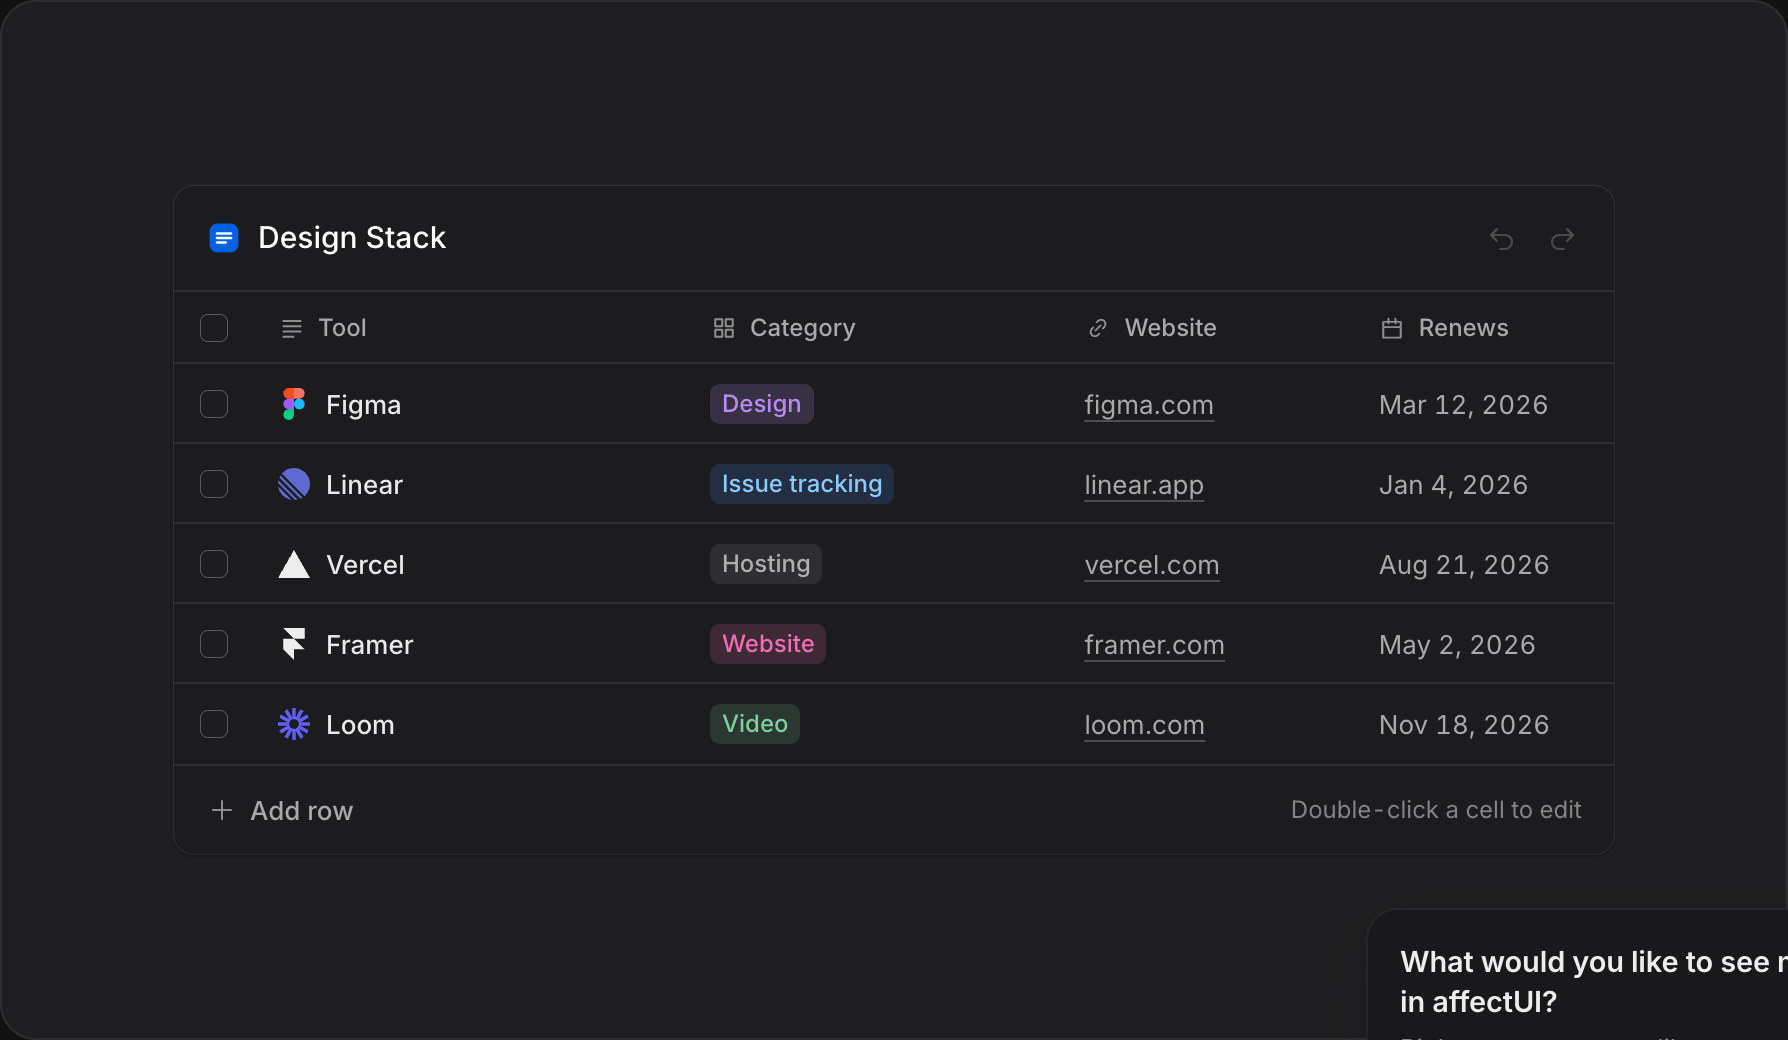 Design Stack
Tool Category Website Renews
Figma Design figma.com Mar 12, 2026
Linear Issue tracking linear.app Jan 4, 2026
Vercel Hosting vercel.com Aug 21, 2026
Framer Website framer.com May 2, 2026
Loom Video loom.com Nov 18, 2026
Add row Double-click a cell to edit
What would you like to see
in affectUI?